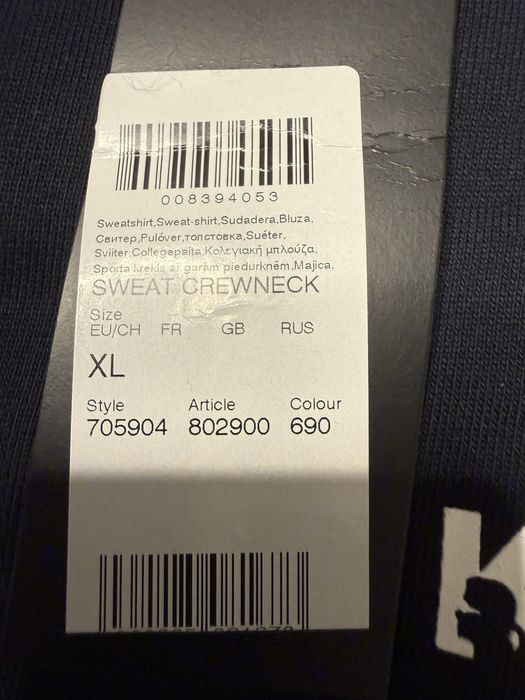 008394053
Sweatshirt,Sweat-shirt,Sudadera,Bluza,
Свитер,Pulóver,толстовка,Suéter,
Sviiter,Collegepaita,Κολεγιακή μπλούζα,
Sporta krekls ar garām piedurknēm,Majica,
SWEAT CREWNECK
Size
EU/CH FR GB RUS
XL
Style Article Colour
705904 802900 690